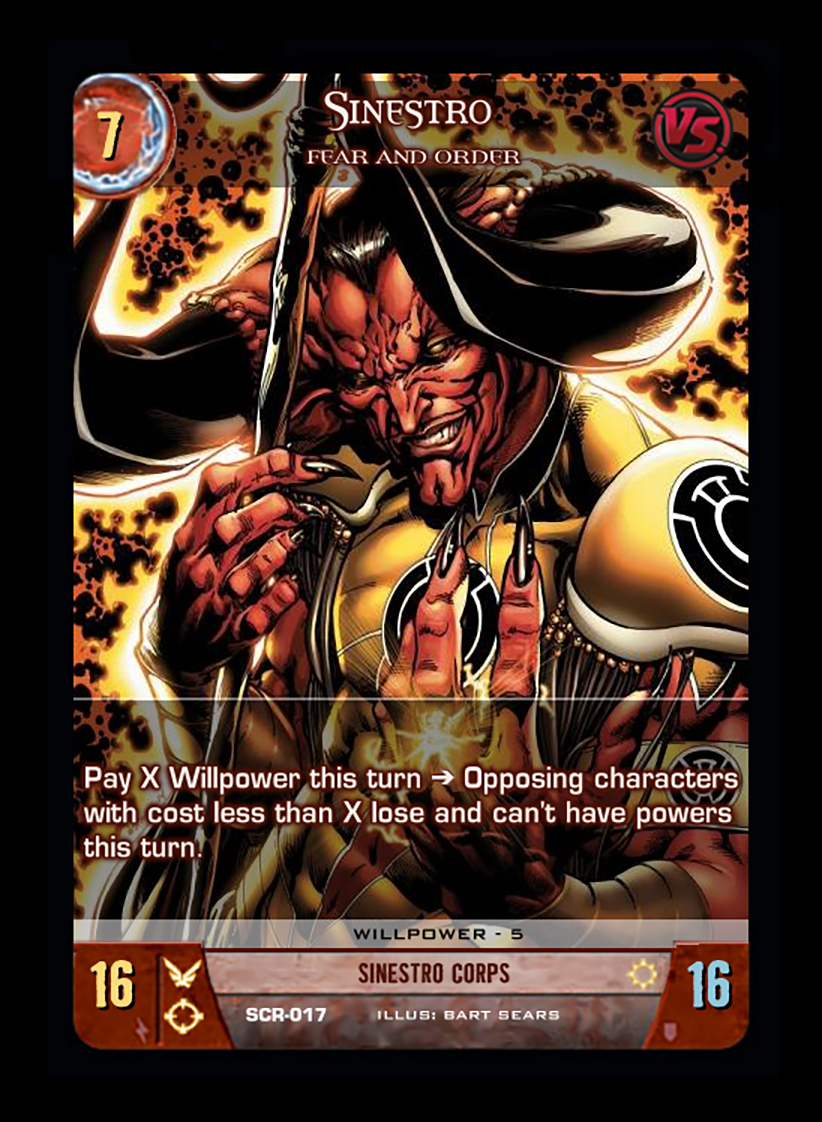 7
Sinestro
VS.
Fear and Order
Pay X Willpower this turn ➔ Opposing characters
with cost less than X lose and can't have powers
this turn.
WILLPOWER - 5
16
SINESTRO CORPS
16
SCR-017 ILLUS: BART SEARS